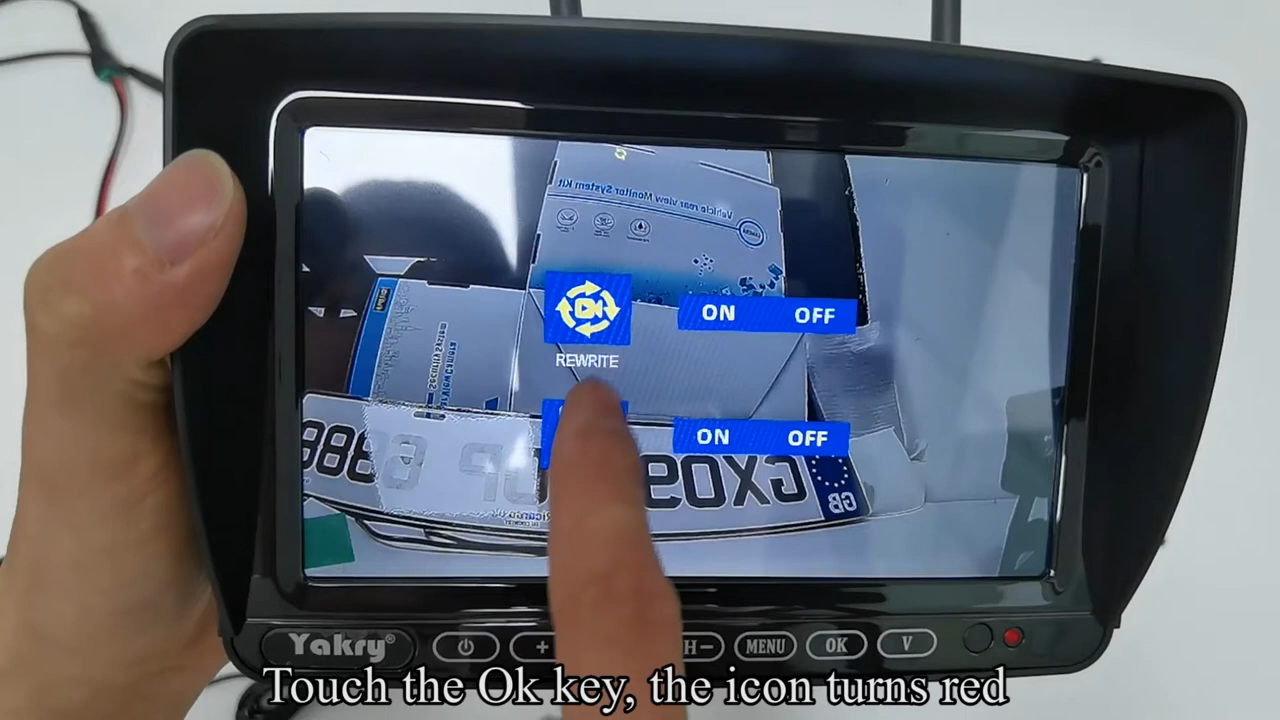 Vehicle rear view Monitor System Kit
ON OFF
REWRITE
ON OFF
GX09
GB
Yakry®
+
H−
MENU
OK
V
Touch the Ok key, the icon turns red